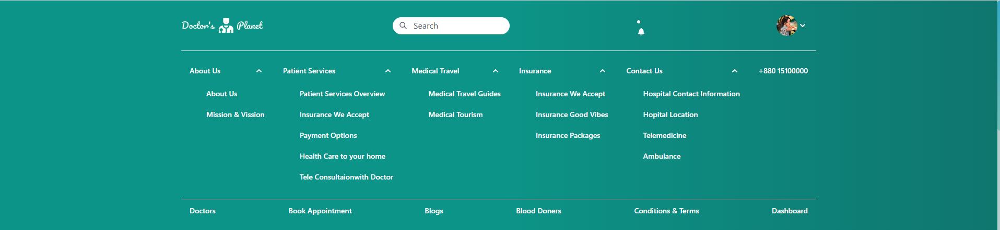 Doctor's Planet Search
About Us Patient Services Medical Travel Insurance Contact Us +880 15100000
About Us Patient Services Overview Medical Travel Guides Insurance We Accept Hospital Contact Information
Mission & Vission Insurance We Accept Medical Tourism Insurance Good Vibes Hopital Location
Payment Options Insurance Packages Telemedicine
Health Care to your home Ambulance
Tele Consultaionwith Doctor
Doctors Book Appointment Blogs Blood Doners Conditions & Terms Dashboard